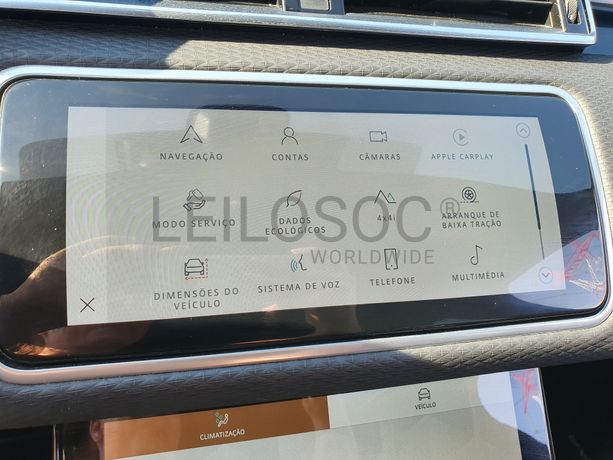 NAVEGAÇÃO
CONTAS
CÂMARAS
APPLE CARPLAY
MODO SERVIÇO
DADOS
ECOLÓGICOS
4x4i
ARRANQUE DE
BAIXA TRAÇÃO
LEILOSOC®
WORLDWIDE
DIMENSÕES DO
VEÍCULO
SISTEMA DE VOZ
TELEFONE
MULTIMÉDIA
CLIMATIZAÇÃO
VEÍCULO